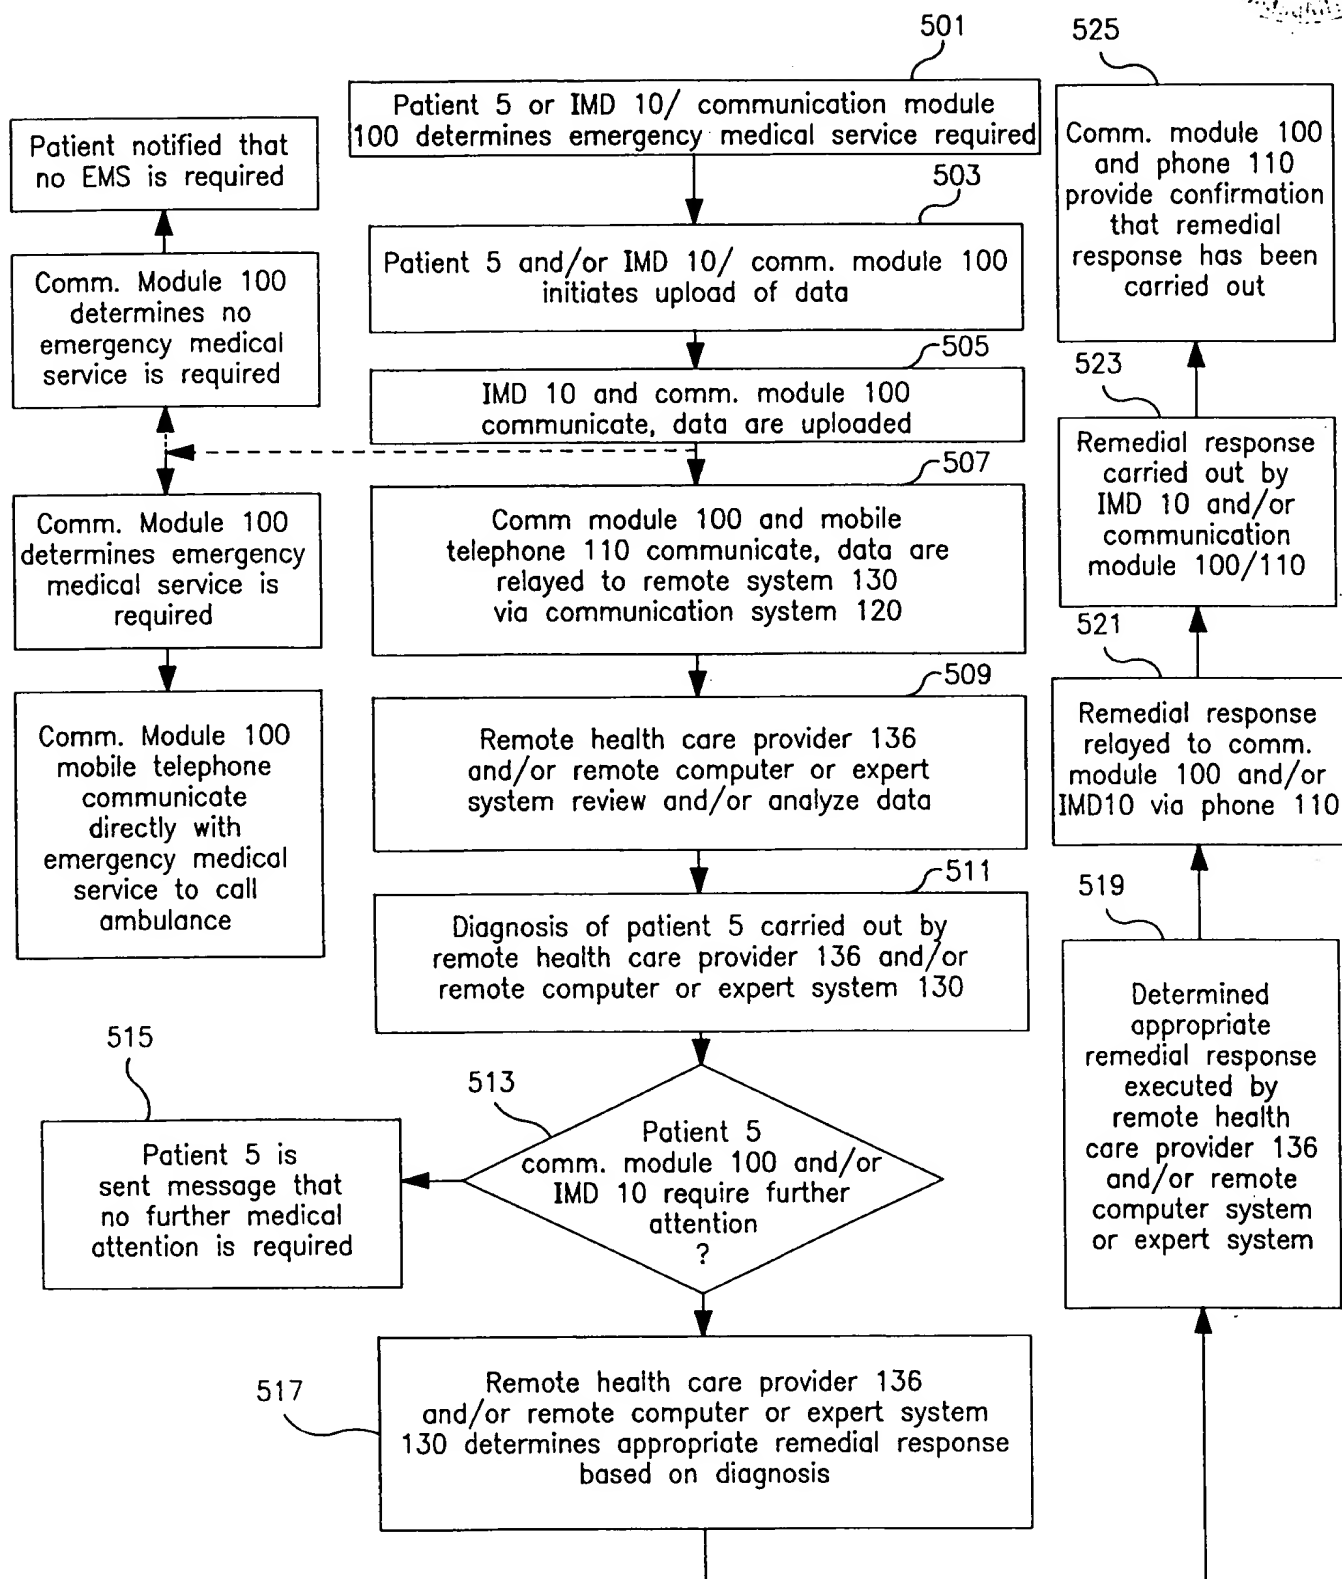 501
Patient 5 or IMD 10/ communication module
100 determines emergency medical service required
503
Patient 5 and/or IMD 10/ comm. module 100
initiates upload of data
505
IMD 10 and comm. module 100
communicate, data are uploaded
507
Comm module 100 and mobile
telephone 110 communicate, data are
relayed to remote system 130
via communication system 120
509
Remote health care provider 136
and/or remote computer or expert
system review and/or analyze data
511
Diagnosis of patient 5 carried out by
remote health care provider 136 and/or
remote computer or expert system 130
513
Patient 5
comm. module 100 and/or
IMD 10 require further
attention
?
515
Patient 5 is
sent message that
no further medical
attention is required
517
Remote health care provider 136
and/or remote computer or expert system
130 determines appropriate remedial response
based on diagnosis
Patient notified that
no EMS is required
Comm. Module 100
determines no
emergency medical
service is required
Comm. Module 100
determines emergency
medical service is
required
Comm. Module 100
mobile telephone
communicate
directly with
emergency medical
service to call
ambulance
525
Comm. module 100
and phone 110
provide confirmation
that remedial
response has been
carried out
523
Remedial response
carried out by
IMD 10 and/or
communication
module 100/110
521
Remedial response
relayed to comm.
module 100 and/or
IMD10 via phone 110
519
Determined
appropriate
remedial response
executed by
remote health
care provider 136
and/or remote
computer system
or expert system